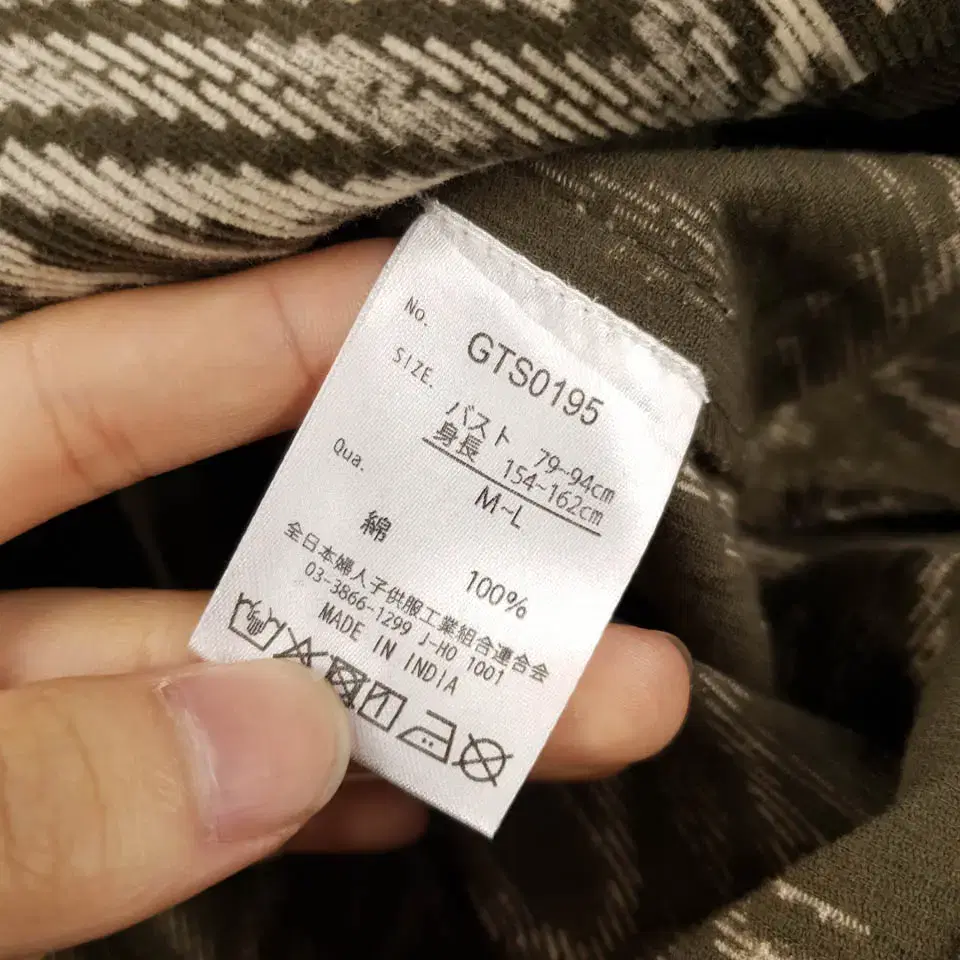 No. GTS0195
SIZE. バスト 79~94cm
身長 154~162cm
M~L
Qua.
綿 100%
全日本婦人子供服工業組合連合会
03-3866-1299 J-HO 1001
MADE IN INDIA